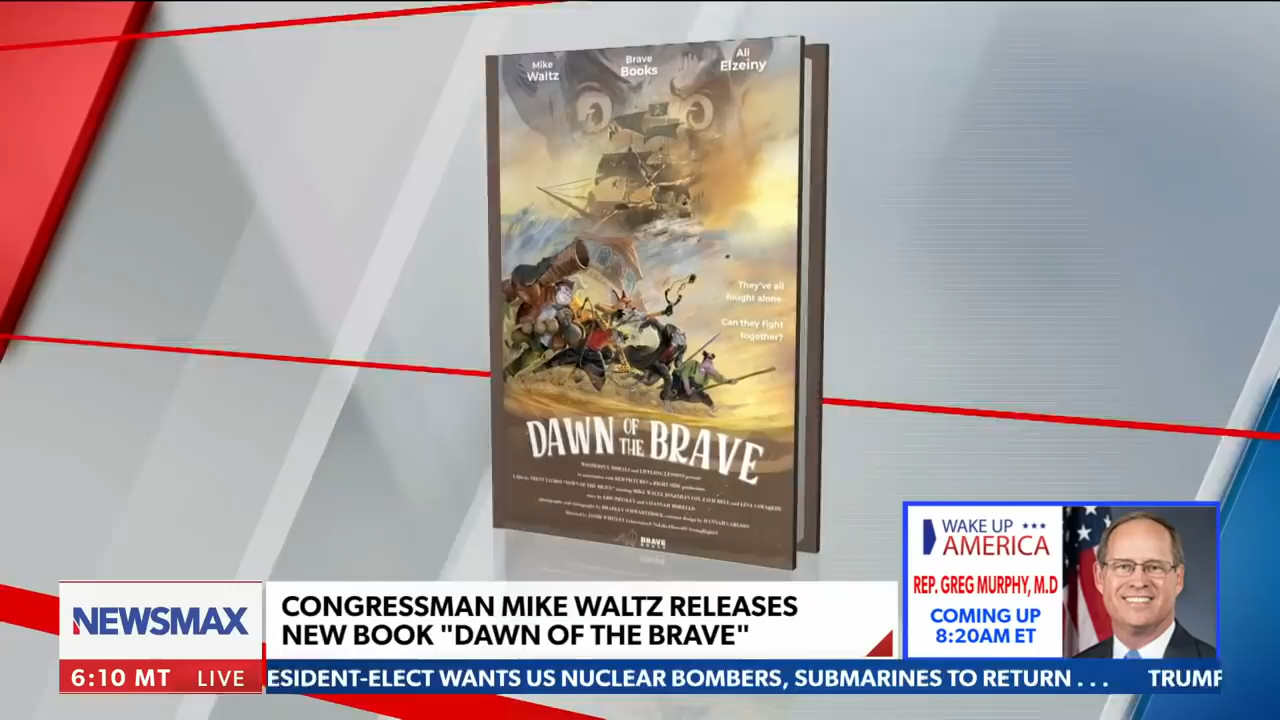 Mike
Waltz
Brave
Books
Ali
Elzeiny
They've all
fought alone.
Can they fight
together?
DAWN OF THE BRAVE
BRAVE
BOOKS
WAKE UP
AMERICA
REP. GREG MURPHY, M.D
COMING UP
8:20AM ET
NEWSMAX
CONGRESSMAN MIKE WALTZ RELEASES
NEW BOOK "DAWN OF THE BRAVE"
6:10 MT LIVE
ESIDENT-ELECT WANTS US NUCLEAR BOMBERS, SUBMARINES TO RETURN . . . TRUMP